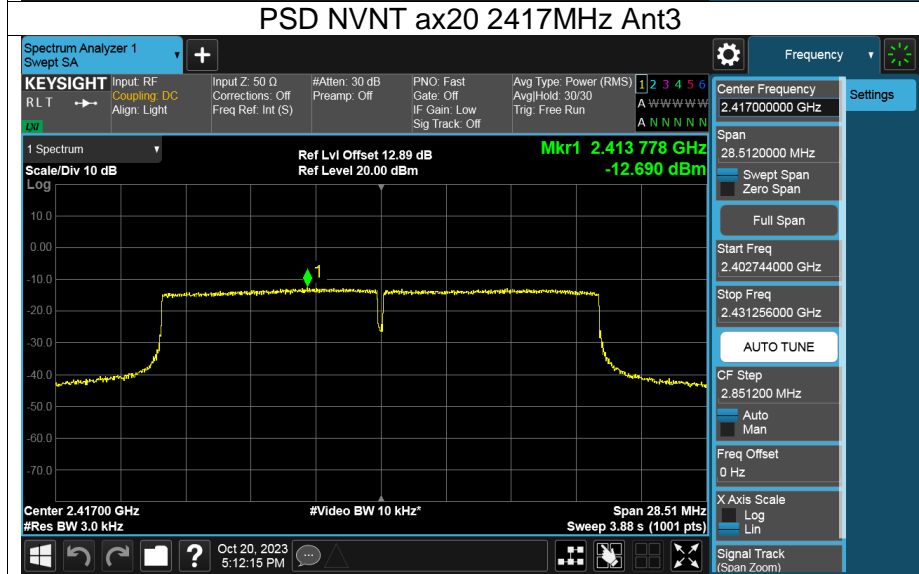 PSD NVNT ax20 2417MHz Ant3
Spectrum Analyzer 1
Swept SA
+
Frequency
KEYSIGHT
RLT
LXI
Input: RF
Coupling: DC
Align: Light
Input Z: 50 Ω
Corrections: Off
Freq Ref: Int (S)
#Atten: 30 dB
Preamp: Off
PNO: Fast
Gate: Off
IF Gain: Low
Sig Track: Off
Avg Type: Power (RMS)
Avg|Hold: 30/30
Trig: Free Run
1 2 3 4 5 6
A W W W W W
A N N N N N
1 Spectrum
Scale/Div 10 dB
Ref Lvl Offset 12.89 dB
Ref Level 20.00 dBm
Mkr1 2.413 778 GHz
-12.690 dBm
Log
10.0
0.00
-10.0
-20.0
-30.0
-40.0
-50.0
-60.0
-70.0
1
Center 2.41700 GHz
#Res BW 3.0 kHz
#Video BW 10 kHz*
Span 28.51 MHz
Sweep 3.88 s (1001 pts)
Center Frequency
2.417000000 GHz
Settings
Span
28.5120000 MHz
Swept Span
Zero Span
Full Span
Start Freq
2.402744000 GHz
Stop Freq
2.431256000 GHz
AUTO TUNE
CF Step
2.851200 MHz
Auto
Man
Freq Offset
0 Hz
X Axis Scale
Log
Lin
Signal Track
(Span Zoom)
?
Oct 20, 2023
5:12:15 PM